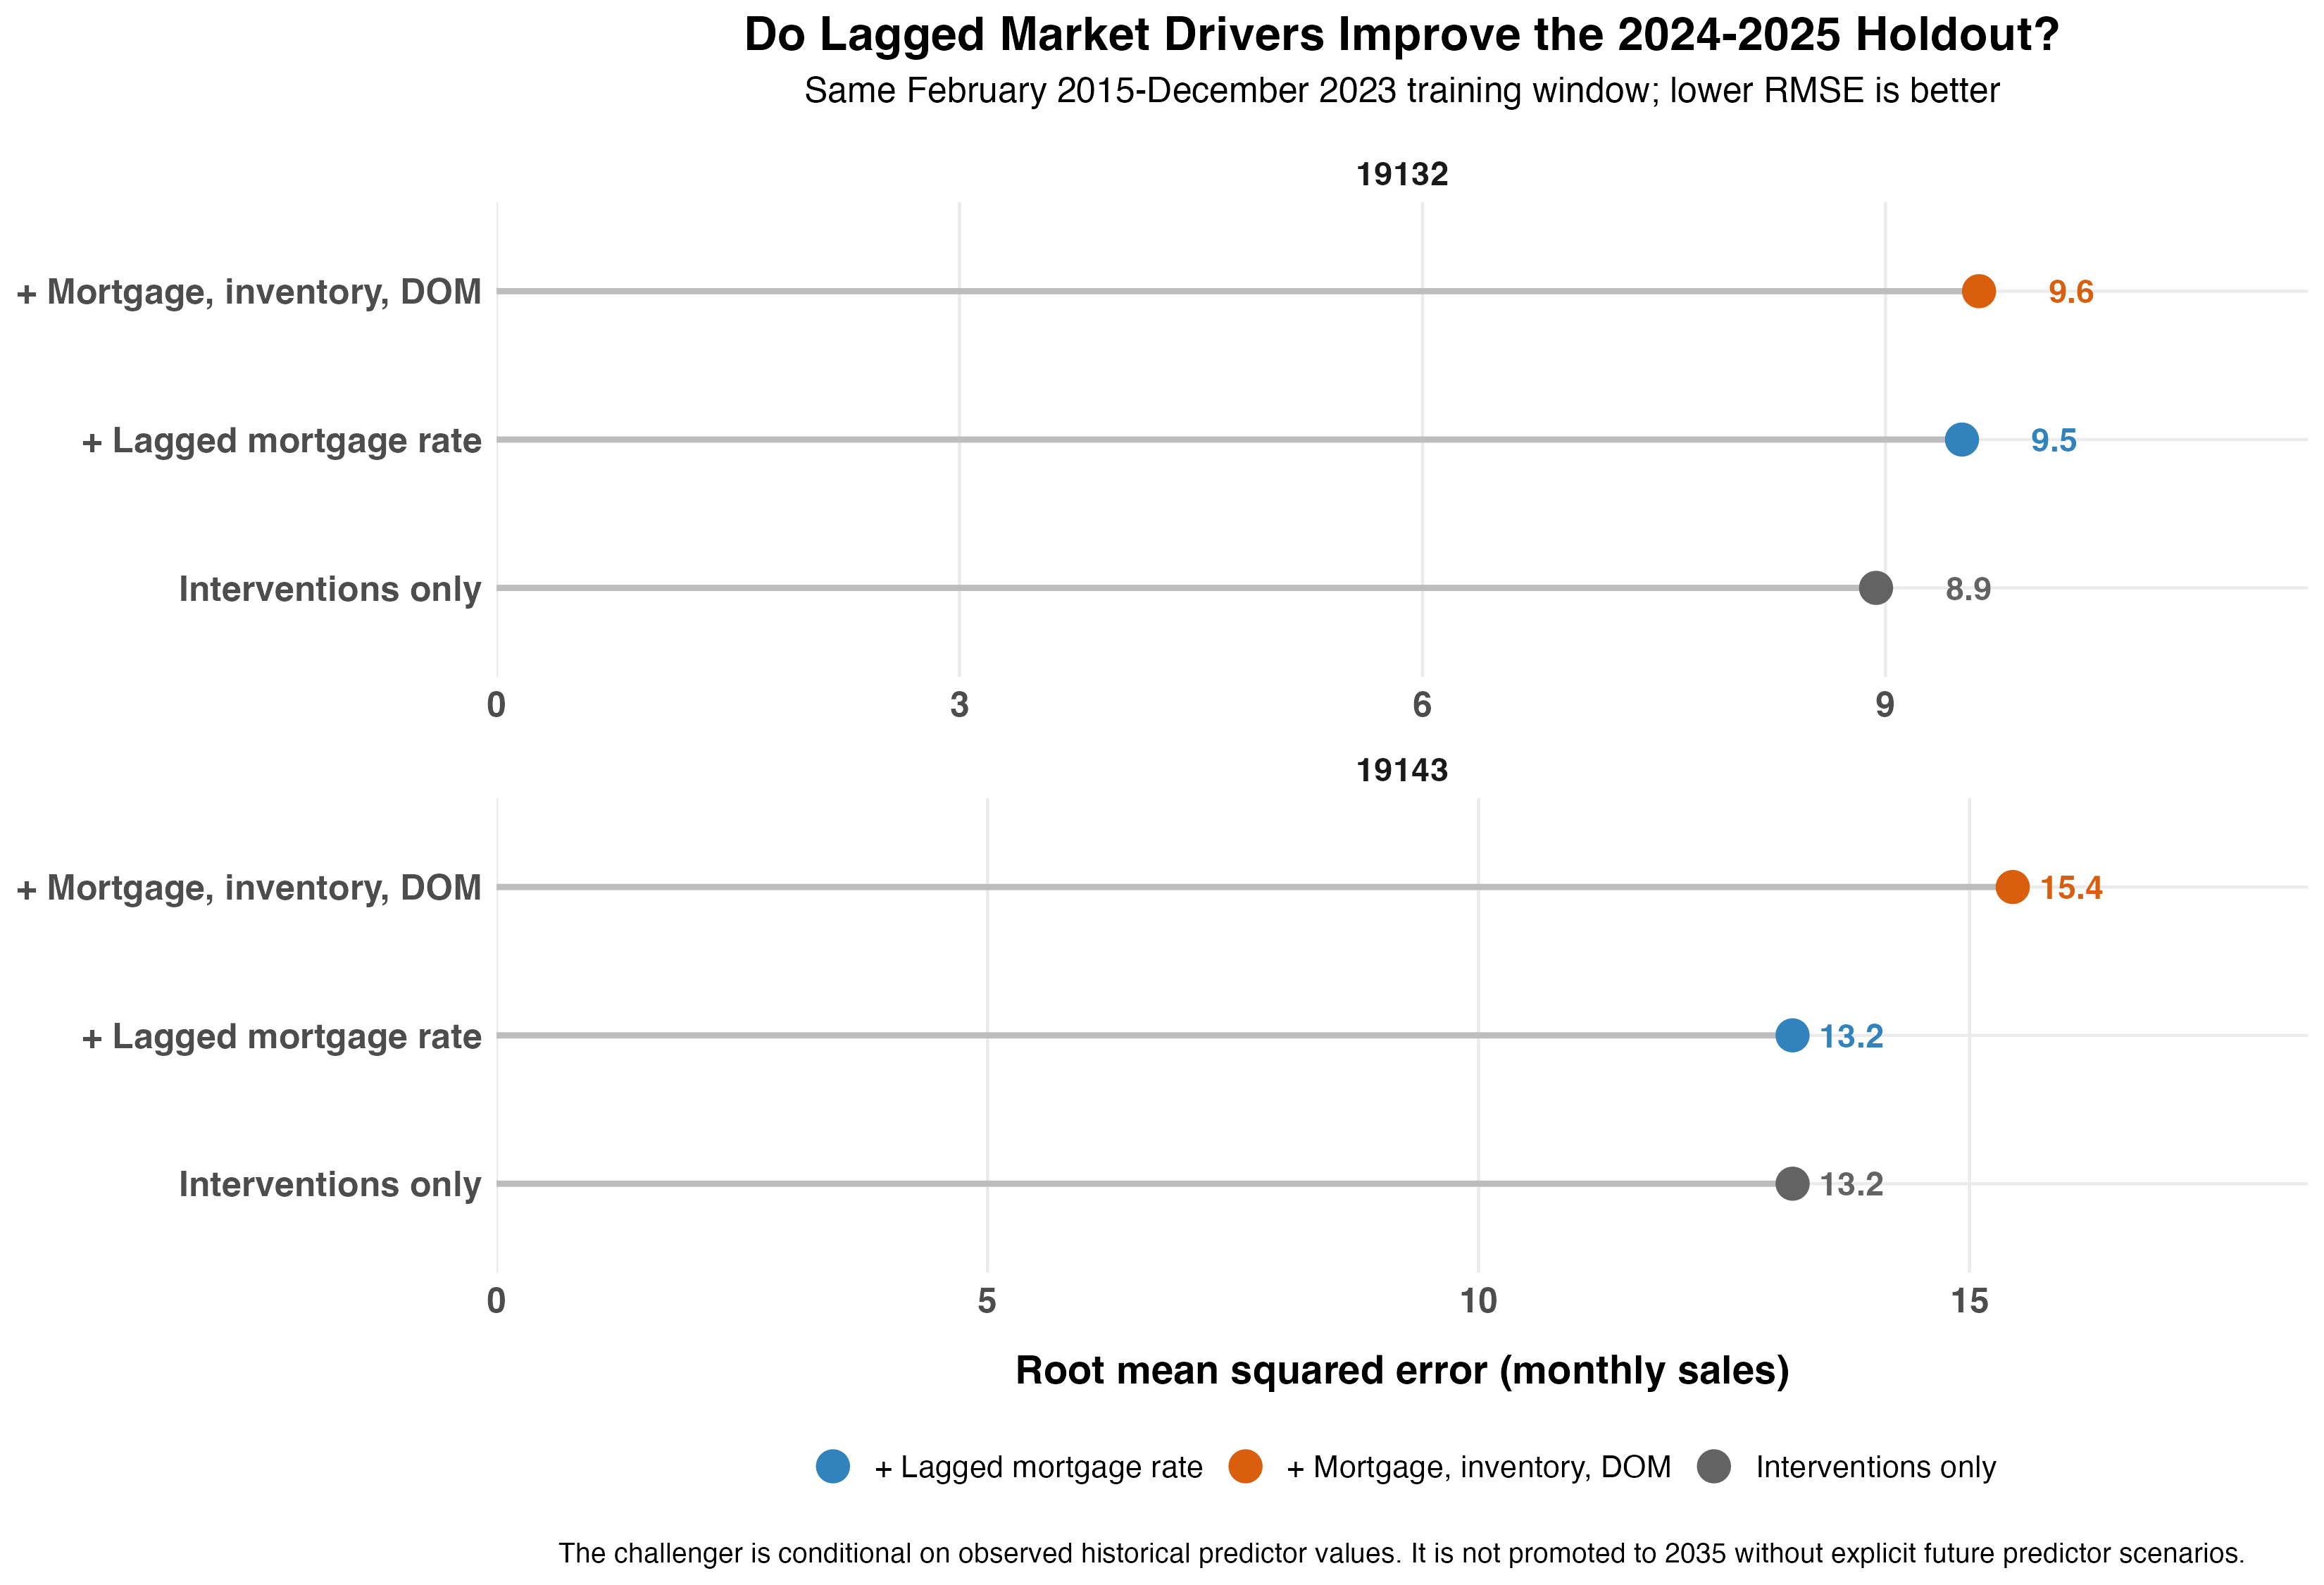 Do Lagged Market Drivers Improve the 2024-2025 Holdout?
Same February 2015-December 2023 training window; lower RMSE is better
19132
+ Mortgage, inventory, DOM
9.6
+ Lagged mortgage rate
9.5
Interventions only
8.9
0 3 6 9
19143
+ Mortgage, inventory, DOM
15.4
+ Lagged mortgage rate
13.2
Interventions only
13.2
0 5 10 15
Root mean squared error (monthly sales)
+ Lagged mortgage rate + Mortgage, inventory, DOM Interventions only
The challenger is conditional on observed historical predictor values. It is not promoted to 2035 without explicit future predictor scenarios.